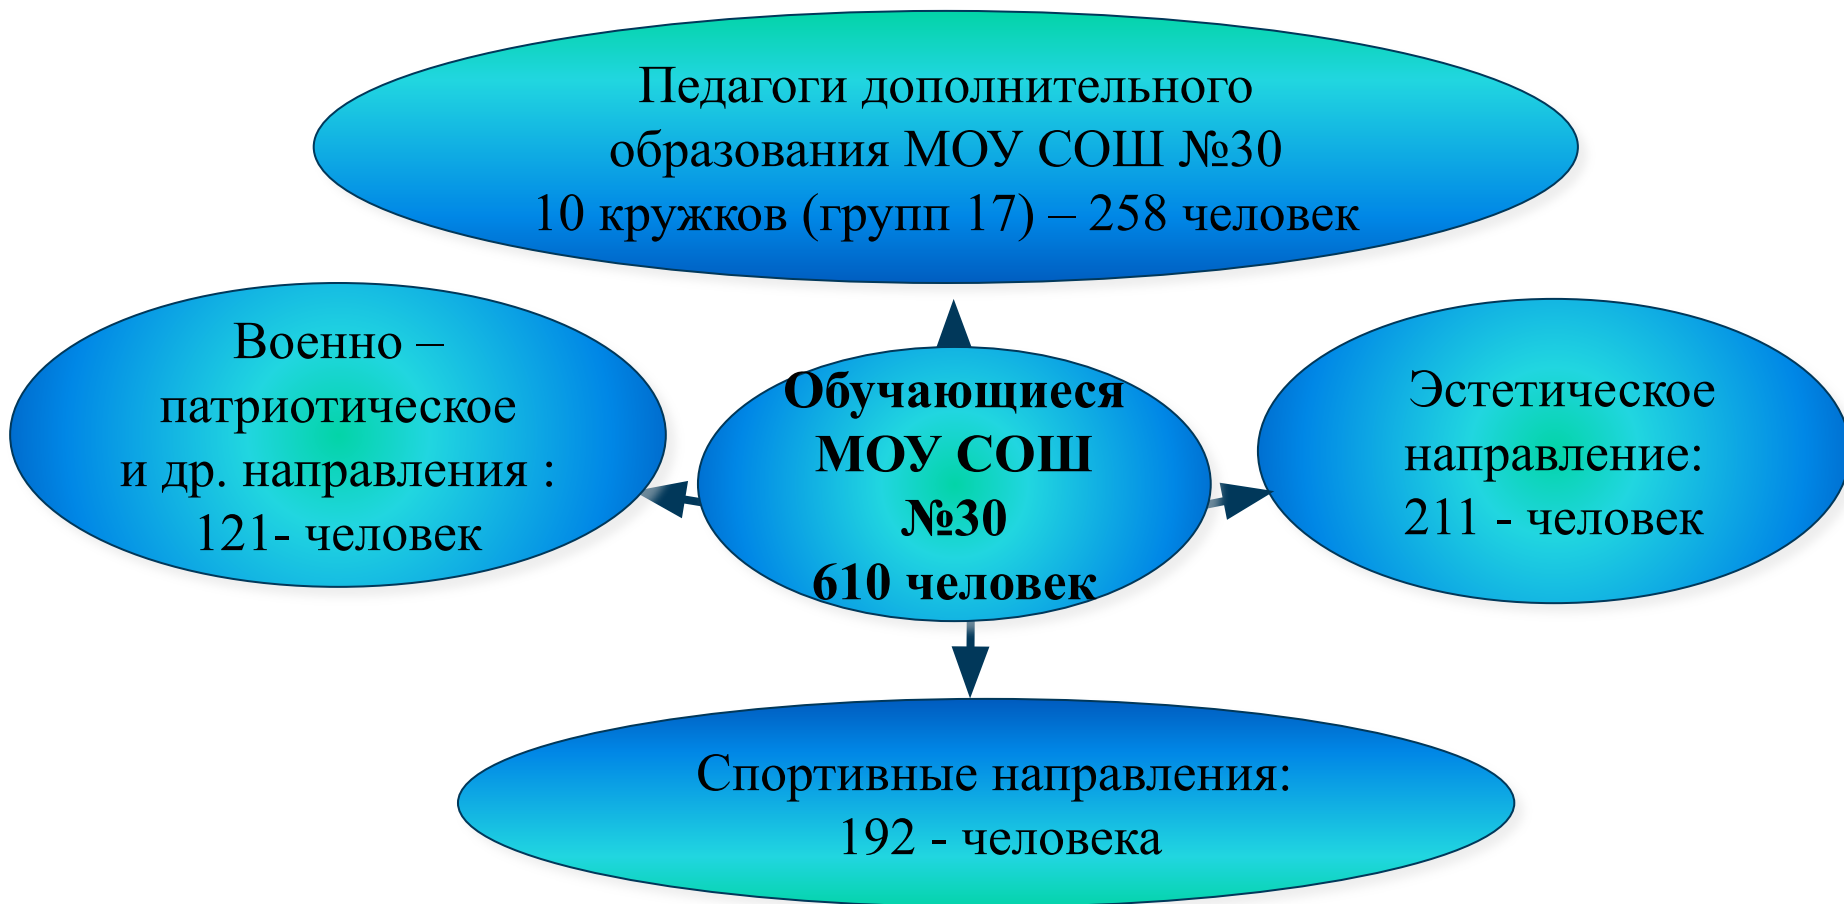 Педагоги дополнительного
образования МОУ СОШ №30
10 кружков (групп 17) – 258 человек
Военно –
патриотическое
и др. направления :
121- человек
Обучающиеся
МОУ СОШ
№30
610 человек
Эстетическое
направление:
211 - человек
Спортивные направления:
192 - человека